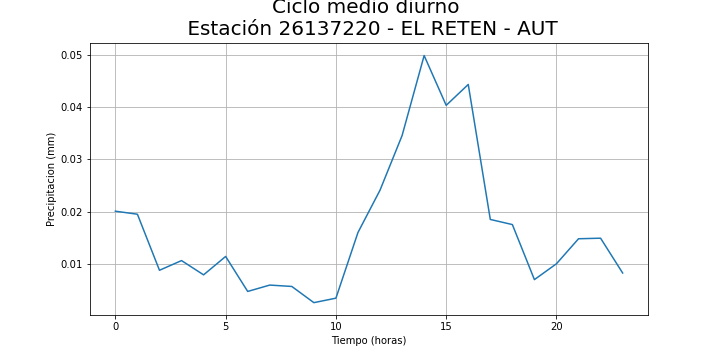 Ciclo medio diurno
Estación 26137220 - EL RETEN - AUT
0.05
0.04
0.03
0.02
0.01
Precipitacion (mm)
0 5 10 15 20
Tiempo (horas)